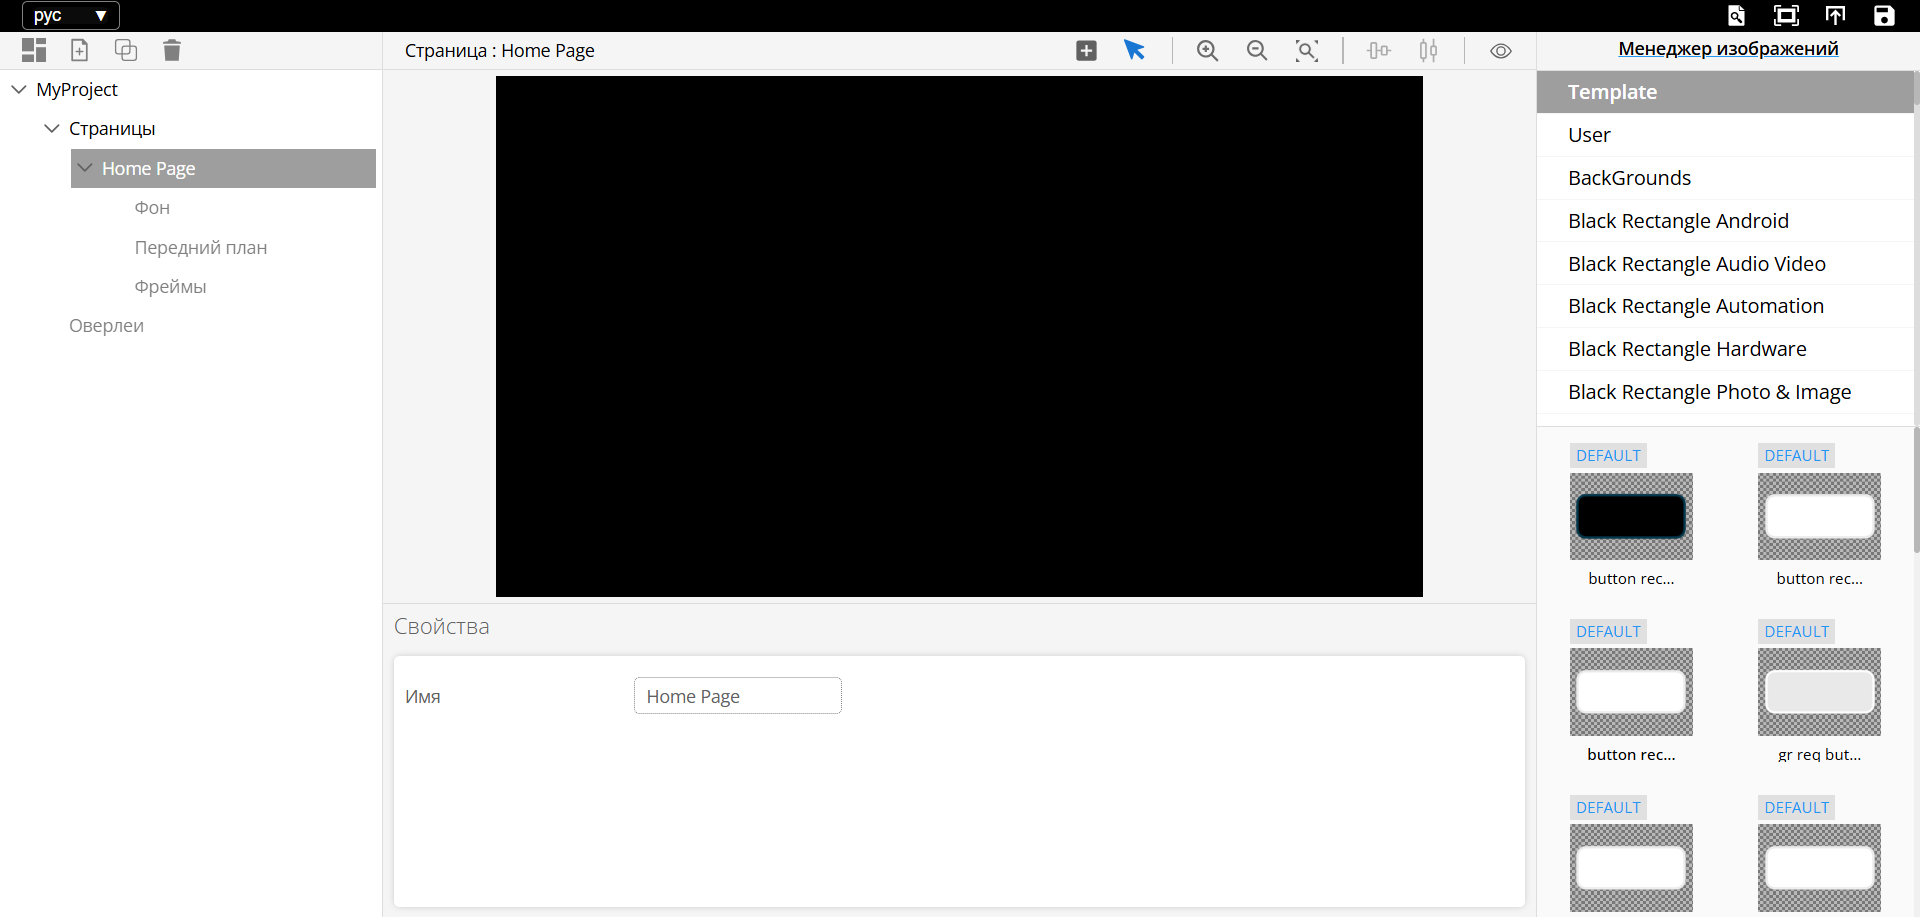 рус ▼
Страница : Home Page
Менеджер изображений
MyProject
Страницы
Home Page
Фон
Передний план
Фреймы
Оверлеи
Свойства
Имя
Home Page
Template
User
BackGrounds
Black Rectangle Android
Black Rectangle Audio Video
Black Rectangle Automation
Black Rectangle Hardware
Black Rectangle Photo & Image
DEFAULT DEFAULT
button rec... button rec...
DEFAULT DEFAULT
button rec... gr req but...
DEFAULT DEFAULT